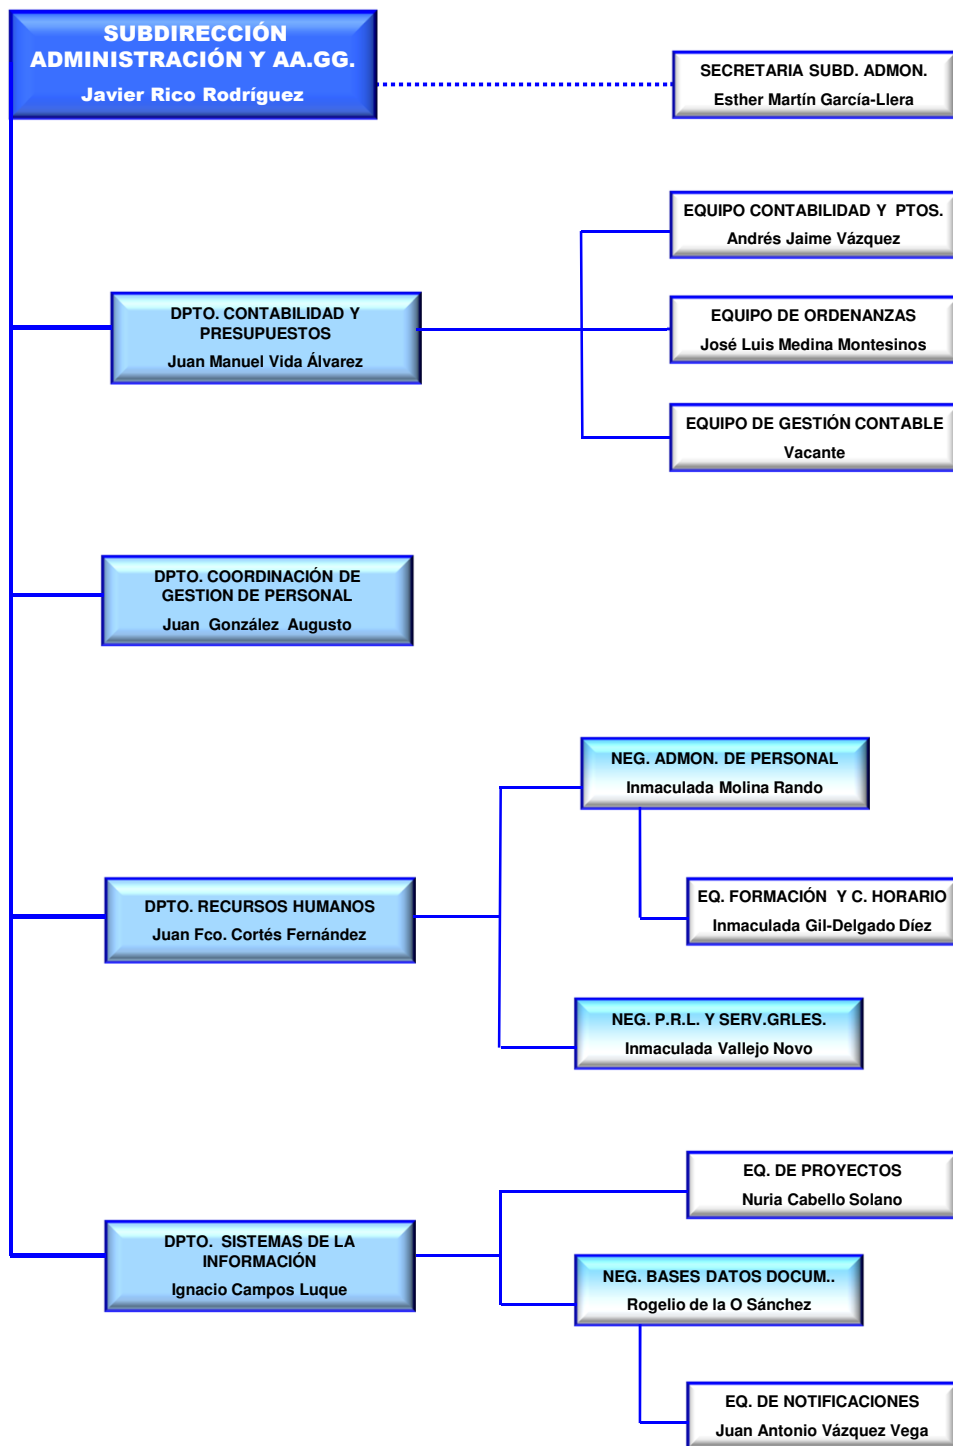 SUBDIRECCIÓN
ADMINISTRACIÓN Y AA.GG.
Javier Rico Rodríguez
SECRETARIA SUBD. ADMON.
Esther Martín García-Llera
EQUIPO CONTABILIDAD Y PTOS.
Andrés Jaime Vázquez
DPTO. CONTABILIDAD Y
PRESUPUESTOS
Juan Manuel Vida Álvarez
EQUIPO DE ORDENANZAS
José Luis Medina Montesinos
EQUIPO DE GESTIÓN CONTABLE
Vacante
DPTO. COORDINACIÓN DE
GESTION DE PERSONAL
Juan González Augusto
NEG. ADMON. DE PERSONAL
Inmaculada Molina Rando
DPTO. RECURSOS HUMANOS
Juan Fco. Cortés Fernández
EQ. FORMACIÓN Y C. HORARIO
Inmaculada Gil-Delgado Díez
NEG. P.R.L. Y SERV.GRLES.
Inmaculada Vallejo Novo
EQ. DE PROYECTOS
Nuria Cabello Solano
DPTO. SISTEMAS DE LA
INFORMACIÓN
Ignacio Campos Luque
NEG. BASES DATOS DOCUM..
Rogelio de la O Sánchez
EQ. DE NOTIFICACIONES
Juan Antonio Vázquez Vega